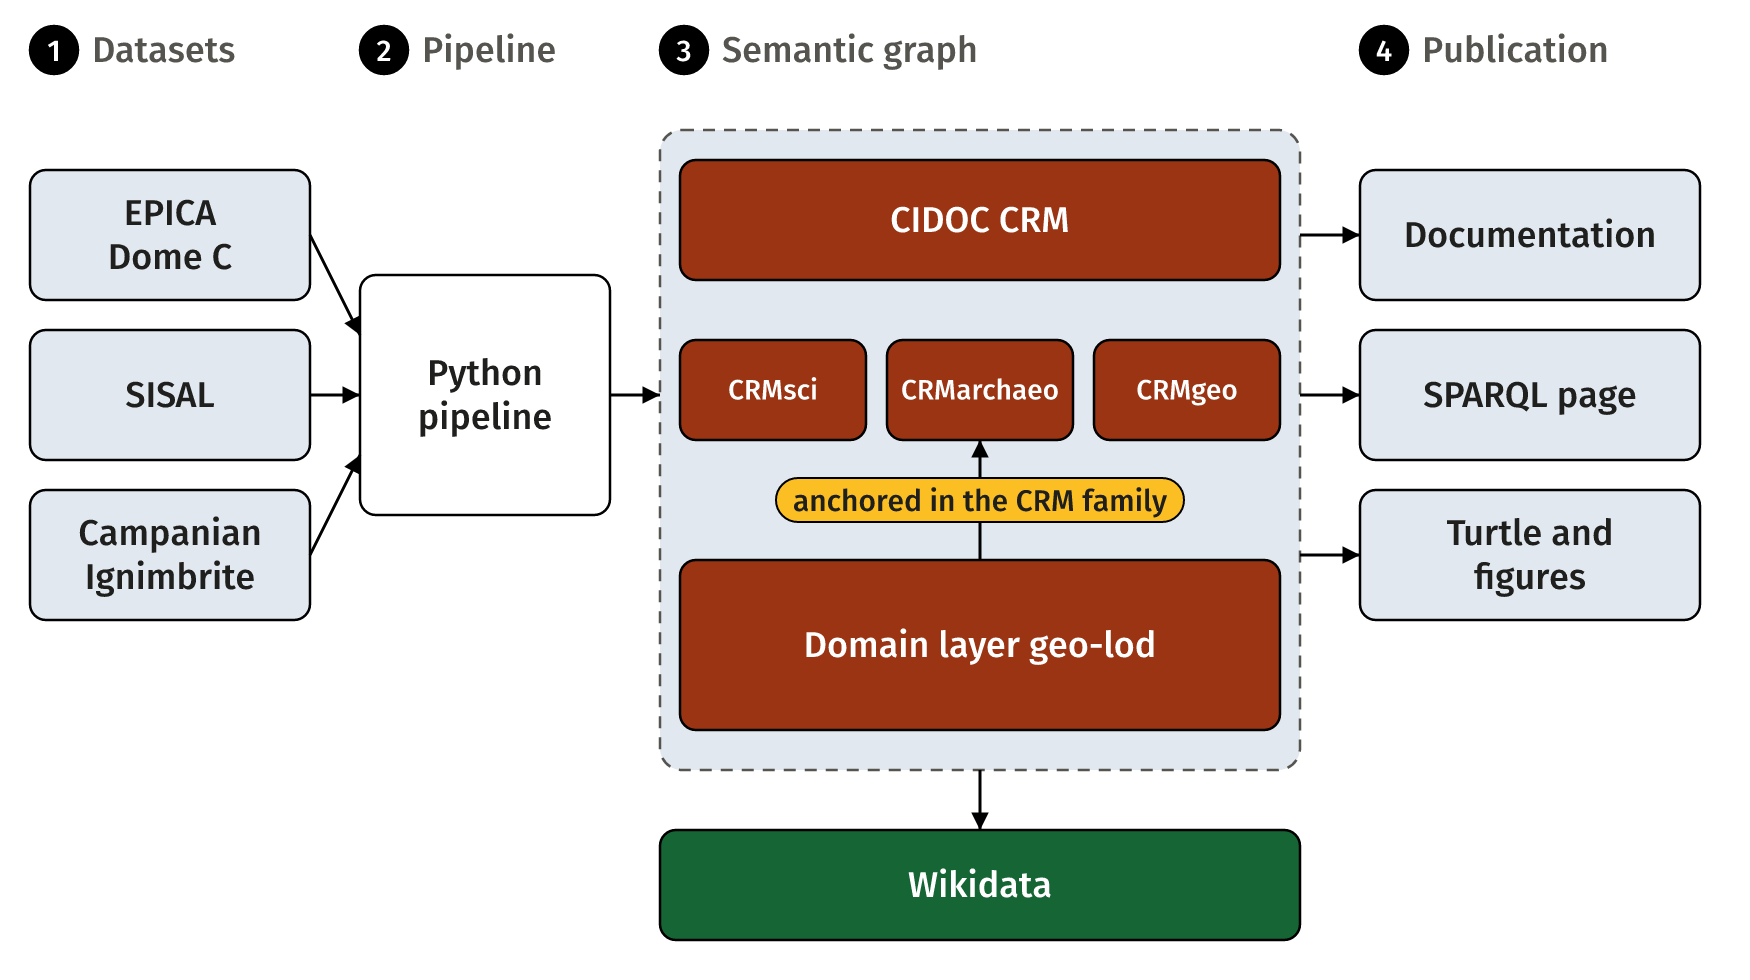 1 Datasets
2 Pipeline
3 Semantic graph
4 Publication
EPICA
Dome C
SISAL
Campanian
Ignimbrite
Python
pipeline
CIDOC CRM
CRMsci
CRMarchaeo
CRMgeo
anchored in the CRM family
Domain layer geo-lod
Wikidata
Documentation
SPARQL page
Turtle and
figures